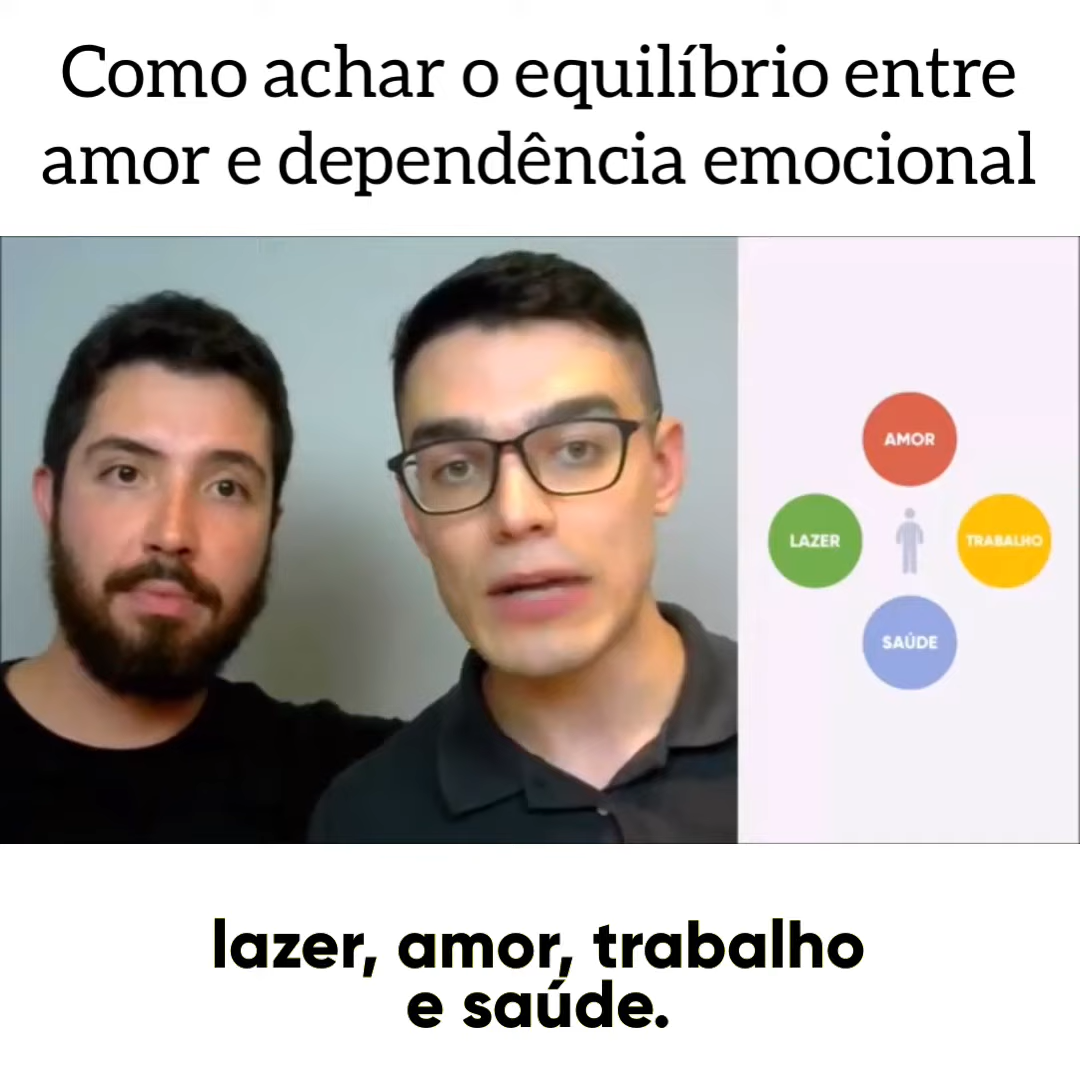 Como achar o equilíbrio entre
amor e dependência emocional
AMOR
LAZER
TRABALHO
SAÚDE
lazer, amor, trabalho
e saúde.